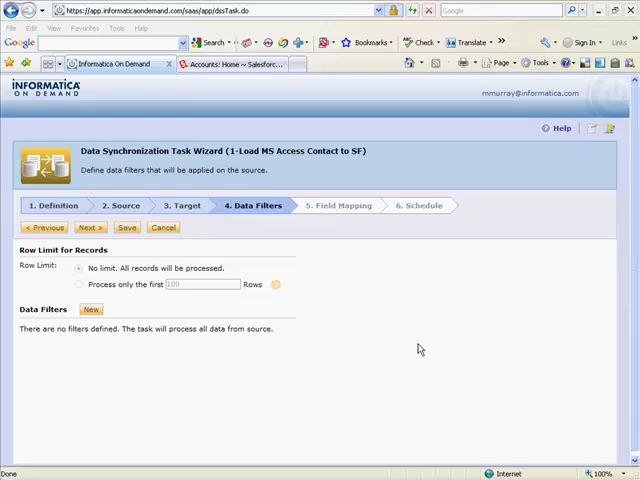 https://app.informaticaondemand.com/saas/app/dssTask.do
Google
File Edit View Favorites Tools Help
Google
Search
Bookmarks
Check
Translate
»
Sign In
Links
Informatica On Demand
Accounts: Home ~ Salesforc...
Page
Tools
»
INFORMATICA
ON DEMAND
mmurray@informatica.com
Help
Data Synchronization Task Wizard (1-Load MS Access Contact to SF)
Define data filters that will be applied on the source.
1. Definition
2. Source
3. Target
4. Data Filters
5. Field Mapping
6. Schedule
< Previous
Next >
Save
Cancel
Row Limit for Records
Row Limit:
No limit. All records will be processed.
Process only the first 100 Rows
?
Data Filters
New
There are no filters defined. The task will process all data from source.
Done
Internet
100%